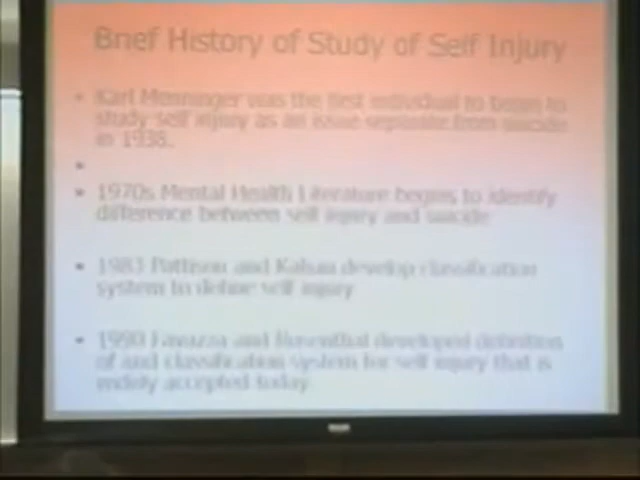 Brief History of Study of Self Injury
• Karl Menninger was the first individual to begin to
study self injury as an issue separate from suicide
in 1938.
•
• 1970s Mental Health Literature begins to identify
difference between self injury and suicide
• 1983 Pattison and Kahan develop classification
system to define self injury
• 1990 Favazza and Rosenthal developed definition
of and classification system for self injury that is
widely accepted today